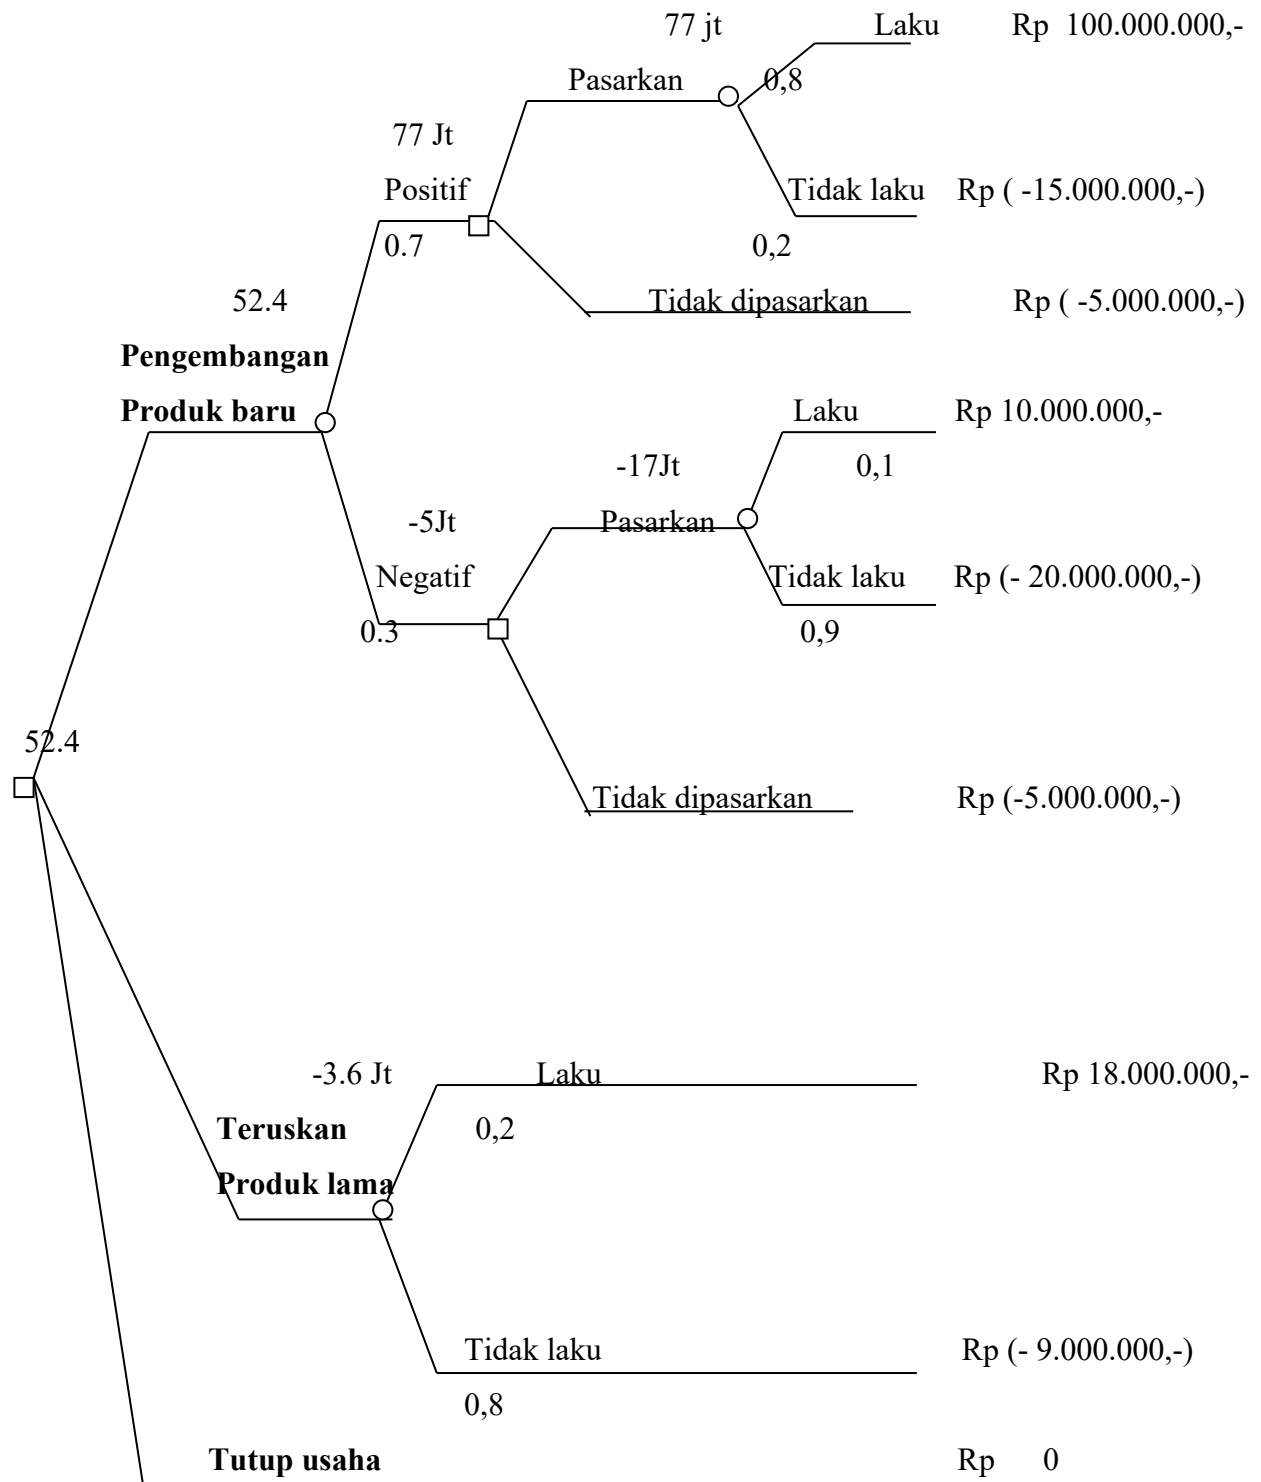 77 jt Laku Rp 100.000.000,-
Pasarkan 0,8
77 Jt
Positif Tidak laku Rp ( -15.000.000,-)
0.7 0,2
52.4 Tidak dipasarkan Rp ( -5.000.000,-)
Pengembangan
Produk baru Laku Rp 10.000.000,-
-17Jt 0,1
-5Jt Pasarkan
Negatif Tidak laku Rp (- 20.000.000,-)
0.3 0,9
52.4
Tidak dipasarkan Rp (-5.000.000,-)
-3.6 Jt Laku Rp 18.000.000,-
Teruskan 0,2
Produk lama
Tidak laku Rp (- 9.000.000,-)
0,8
Tutup usaha Rp 0